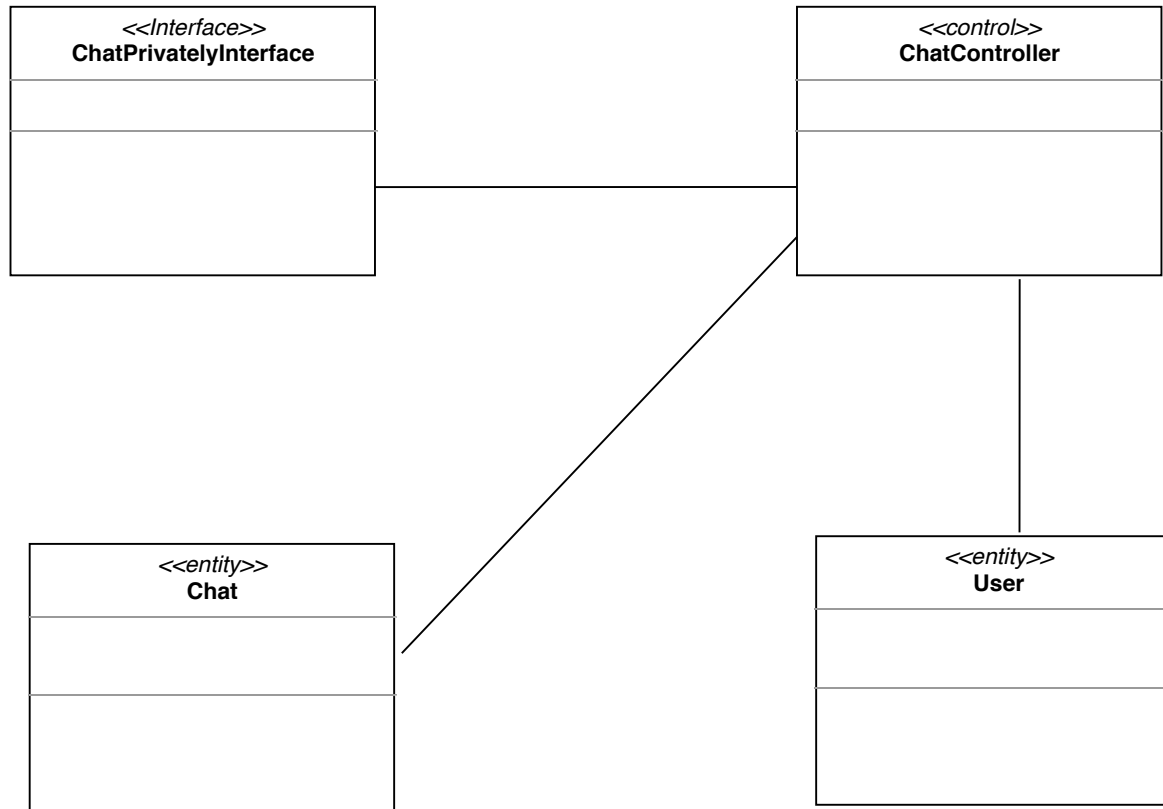 <<Interface>>
ChatPrivatelyInterface
<<control>>
ChatController
<<entity>>
Chat
<<entity>>
User